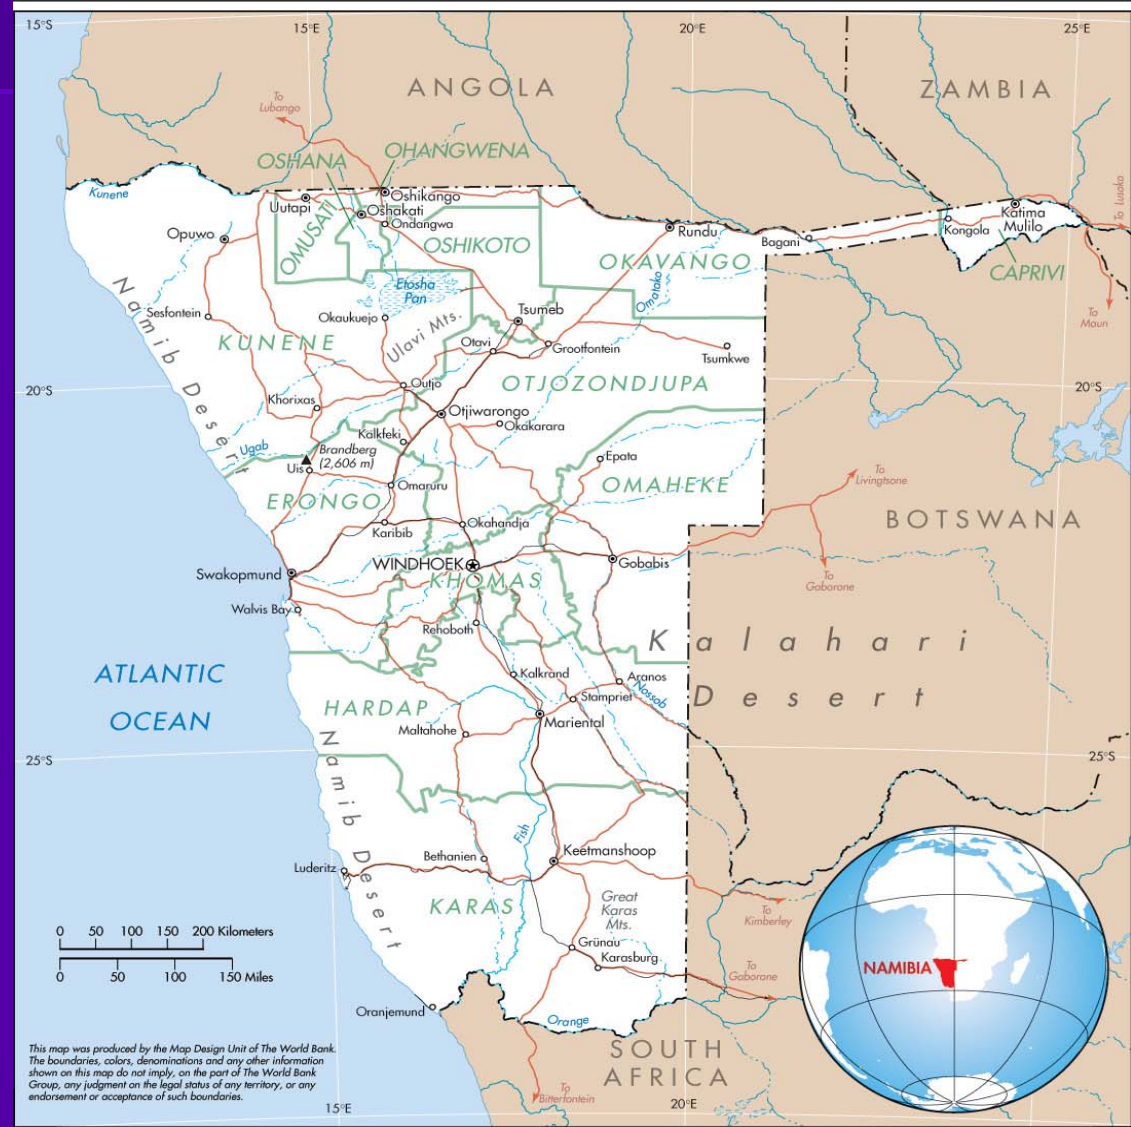 15°S
15°E
20°E
25°E
ANGOLA
ZAMBIA
To
Lubango
OSHANA
OHANGWENA
Kunene
Oshikango
Uutapi
Oshakati
Ondangwa
OMUSATI
OSHIKOTO
Opuwo
Rundu
Bagani
Kongola
Katima
Mulilo
To Lusaka
CAPRIVI
OKAVANGO
Omatako
Etosha
Pan
To
Maun
Namib Desert
Sesfontein
Okaukuejo
Ulavi Mts.
Tsumeb
KUNENE
Otavi
Grootfontein
Tsumkwe
20°S
20°S
Outjo
OTJOZONDJUPA
Khorixas
Otjiwarongo
Okakarara
Kalkfeki
Ugab
Brandberg
(2,606 m)
Uis
Epata
To
Livingtsone
Omaruru
OMAHEKE
ERONGO
Karibib
Okahandja
BOTSWANA
WINDHOEK
Swakopmund
KHOMAS
Gobabis
To
Gaborone
Walvis Bay
Rehoboth
Kalahari
Desert
ATLANTIC
OCEAN
Kalkrand
Aranos
Stampriet
Nossob
HARDAP
Mariental
Maltahohe
Namib Desert
25°S
25°S
Fish
Bethanien
Keetmanshoop
Luderitz
KARAS
Great
Karas
Mts.
To
Kimberley
0 50 100 150 200 Kilometers
0 50 100 150 Miles
Grünau
Karasburg
To
Gaborone
NAMIBIA
Oranjemund
Orange
SOUTH
AFRICA
This map was produced by the Map Design Unit of The World Bank.
The boundaries, colors, denominations and any other information
shown on this map do not imply, on the part of The World Bank
Group, any judgment on the legal status of any territory, or any
endorsement or acceptance of such boundaries.
To
Bitterfontein
15°E
20°E